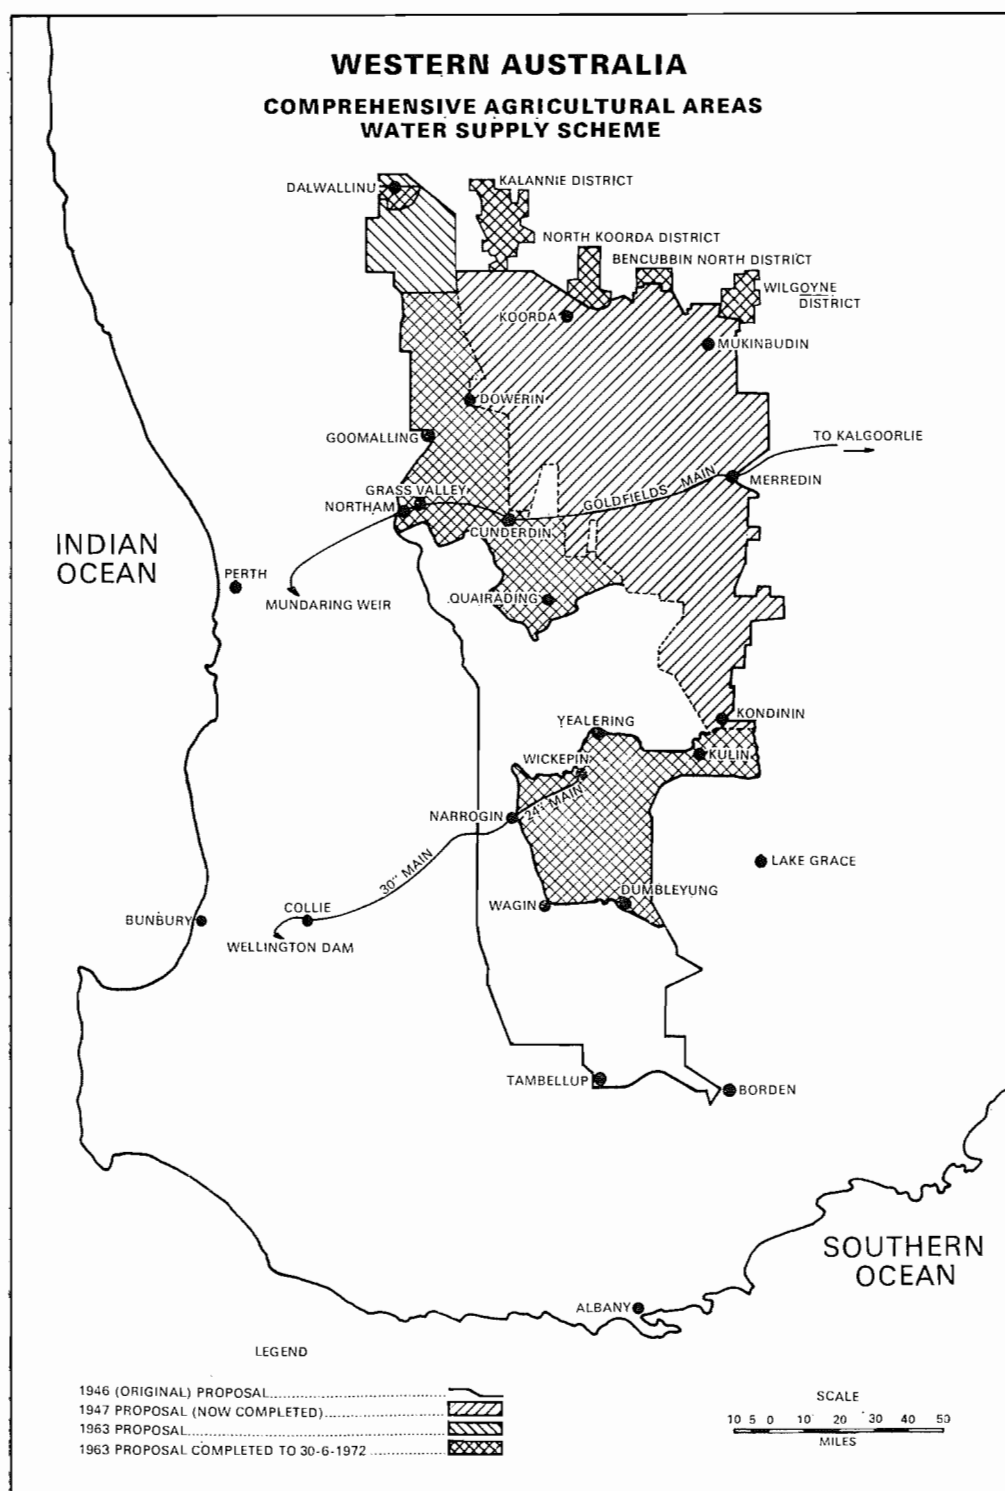 WESTERN AUSTRALIA
COMPREHENSIVE AGRICULTURAL AREAS
WATER SUPPLY SCHEME
DALWALLINU
KALANNIE DISTRICT
NORTH KOORDA DISTRICT
BENCUBBIN NORTH DISTRICT
WILGOYNE
DISTRICT
KOORDA
MUKINBUDIN
DOWERIN
GOOMALLING
TO KALGOORLIE
MERREDIN
GRASS VALLEY
GOLDFIELDS MAIN
NORTHAM
CUNDERDIN
INDIAN
OCEAN
PERTH
MUNDARING WEIR
QUAIRADING
KONDININ
YEALERING
KULIN
WICKEPIN
24" MAIN
NARROGIN
30" MAIN
LAKE GRACE
DUMBLEYUNG
WAGIN
BUNBURY
COLLIE
WELLINGTON DAM
TAMBELLUP
BORDEN
SOUTHERN
OCEAN
ALBANY
LEGEND
1946 (ORIGINAL) PROPOSAL
1947 PROPOSAL (NOW COMPLETED)
1963 PROPOSAL
1963 PROPOSAL COMPLETED TO 30-6-1972
SCALE
10 5 0 10 20 30 40 50
MILES